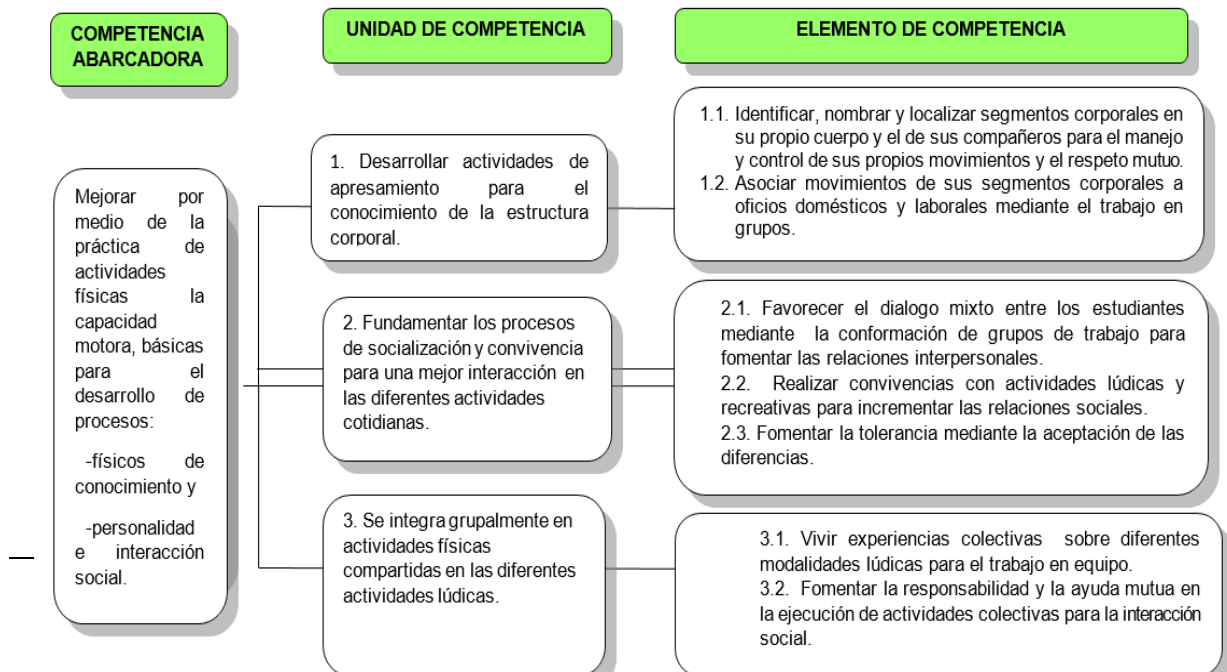 COMPETENCIA
ABARCADORA
UNIDAD DE COMPETENCIA
ELEMENTO DE COMPETENCIA
Mejorar por
medio de la
práctica de
actividades
físicas la
capacidad
motora, básicas
para el
desarrollo de
procesos:
-físicos de
conocimiento y
-personalidad
e interacción
social.
1. Desarrollar actividades de
apresamiento para el
conocimiento de la estructura
corporal.
1.1. Identificar, nombrar y localizar segmentos corporales en
su propio cuerpo y el de sus compañeros para el manejo
y control de sus propios movimientos y el respeto mutuo.
1.2. Asociar movimientos de sus segmentos corporales a
oficios domésticos y laborales mediante el trabajo en
grupos.
2. Fundamentar los procesos
de socialización y convivencia
para una mejor interacción en
las diferentes actividades
cotidianas.
2.1. Favorecer el dialogo mixto entre los estudiantes
mediante la conformación de grupos de trabajo para
fomentar las relaciones interpersonales.
2.2. Realizar convivencias con actividades lúdicas y
recreativas para incrementar las relaciones sociales.
2.3. Fomentar la tolerancia mediante la aceptación de las
diferencias.
3. Se integra grupalmente en
actividades físicas
compartidas en las diferentes
actividades lúdicas.
3.1. Vivir experiencias colectivas sobre diferentes
modalidades lúdicas para el trabajo en equipo.
3.2. Fomentar la responsabilidad y la ayuda mutua en
la ejecución de actividades colectivas para la interacción
social.